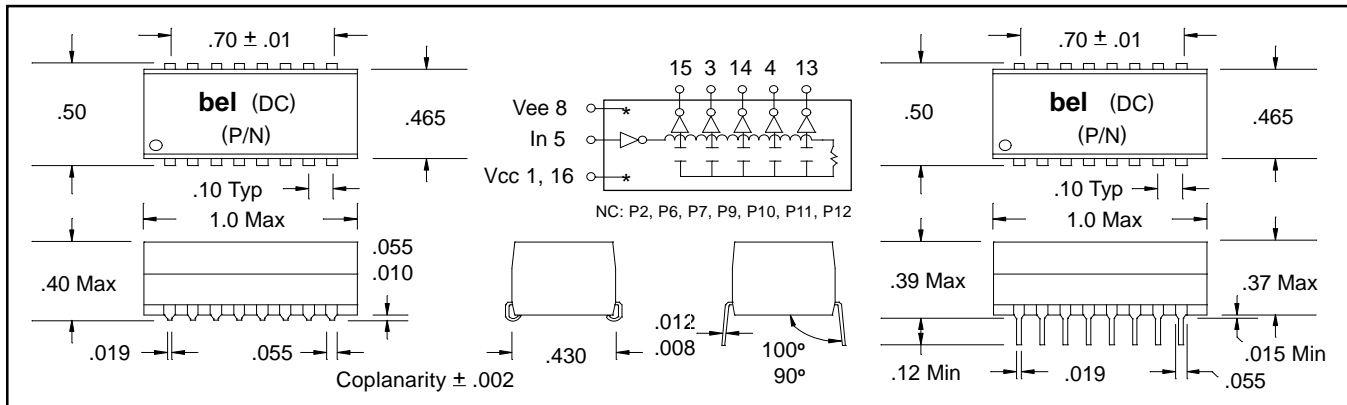 .70 ± .01
.50
bel (DC)
(P/N)
.465
.10 Typ
1.0 Max
.40 Max
.055
.010
.019
.055
Coplanarity ± .002
15 3 14 4 13
Vee 8 *
In 5
Vcc 1, 16 *
NC: P2, P6, P7, P9, P10, P11, P12
.430
.012
.008
100º
90º
.70 ± .01
.50
bel (DC)
(P/N)
.465
.10 Typ
1.0 Max
.39 Max
.37 Max
.12 Min
.019
.015 Min
.055